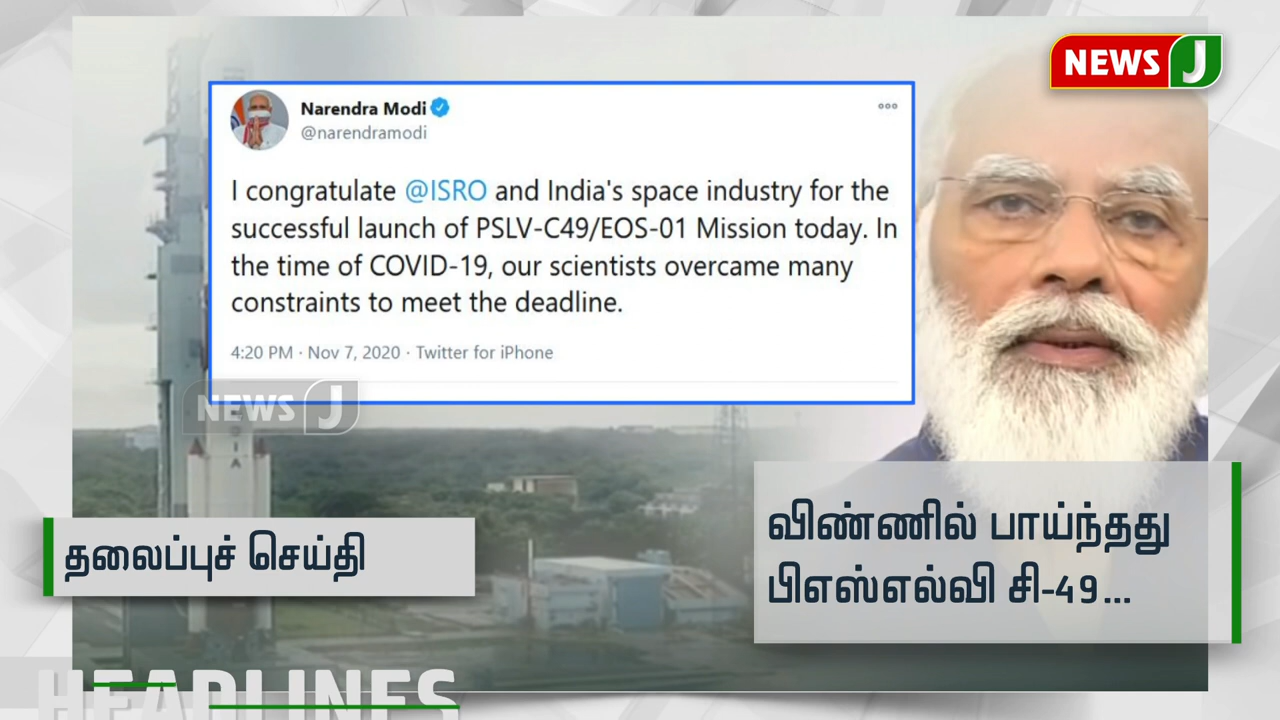 NEWS J
Narendra Modi
@narendramodi
I congratulate @ISRO and India's space industry for the
successful launch of PSLV-C49/EOS-01 Mission today. In
the time of COVID-19, our scientists overcame many
constraints to meet the deadline.
4:20 PM · Nov 7, 2020 · Twitter for iPhone
NEWS J
தலைப்புச் செய்தி
விண்ணில் பாய்ந்தது
பிஎஸ்எல்வி சி-49...
HEADLINES